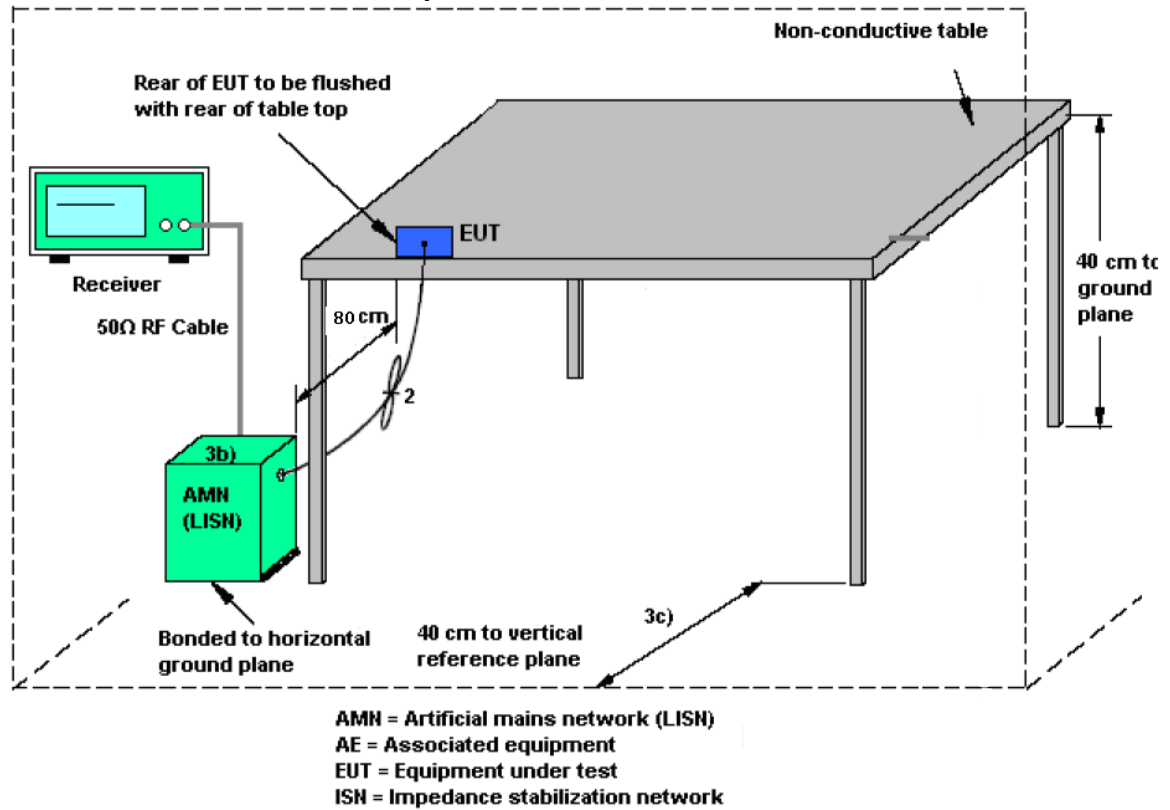 Non-conductive table
Rear of EUT to be flushed
with rear of table top
EUT
Receiver
50Ω RF Cable
80 cm
2
40 cm to
ground
plane
3b)
AMN
(LISN)
Bonded to horizontal
ground plane
40 cm to vertical
reference plane
3c)
AMN = Artificial mains network (LISN)
AE = Associated equipment
EUT = Equipment under test
ISN = Impedance stabilization network